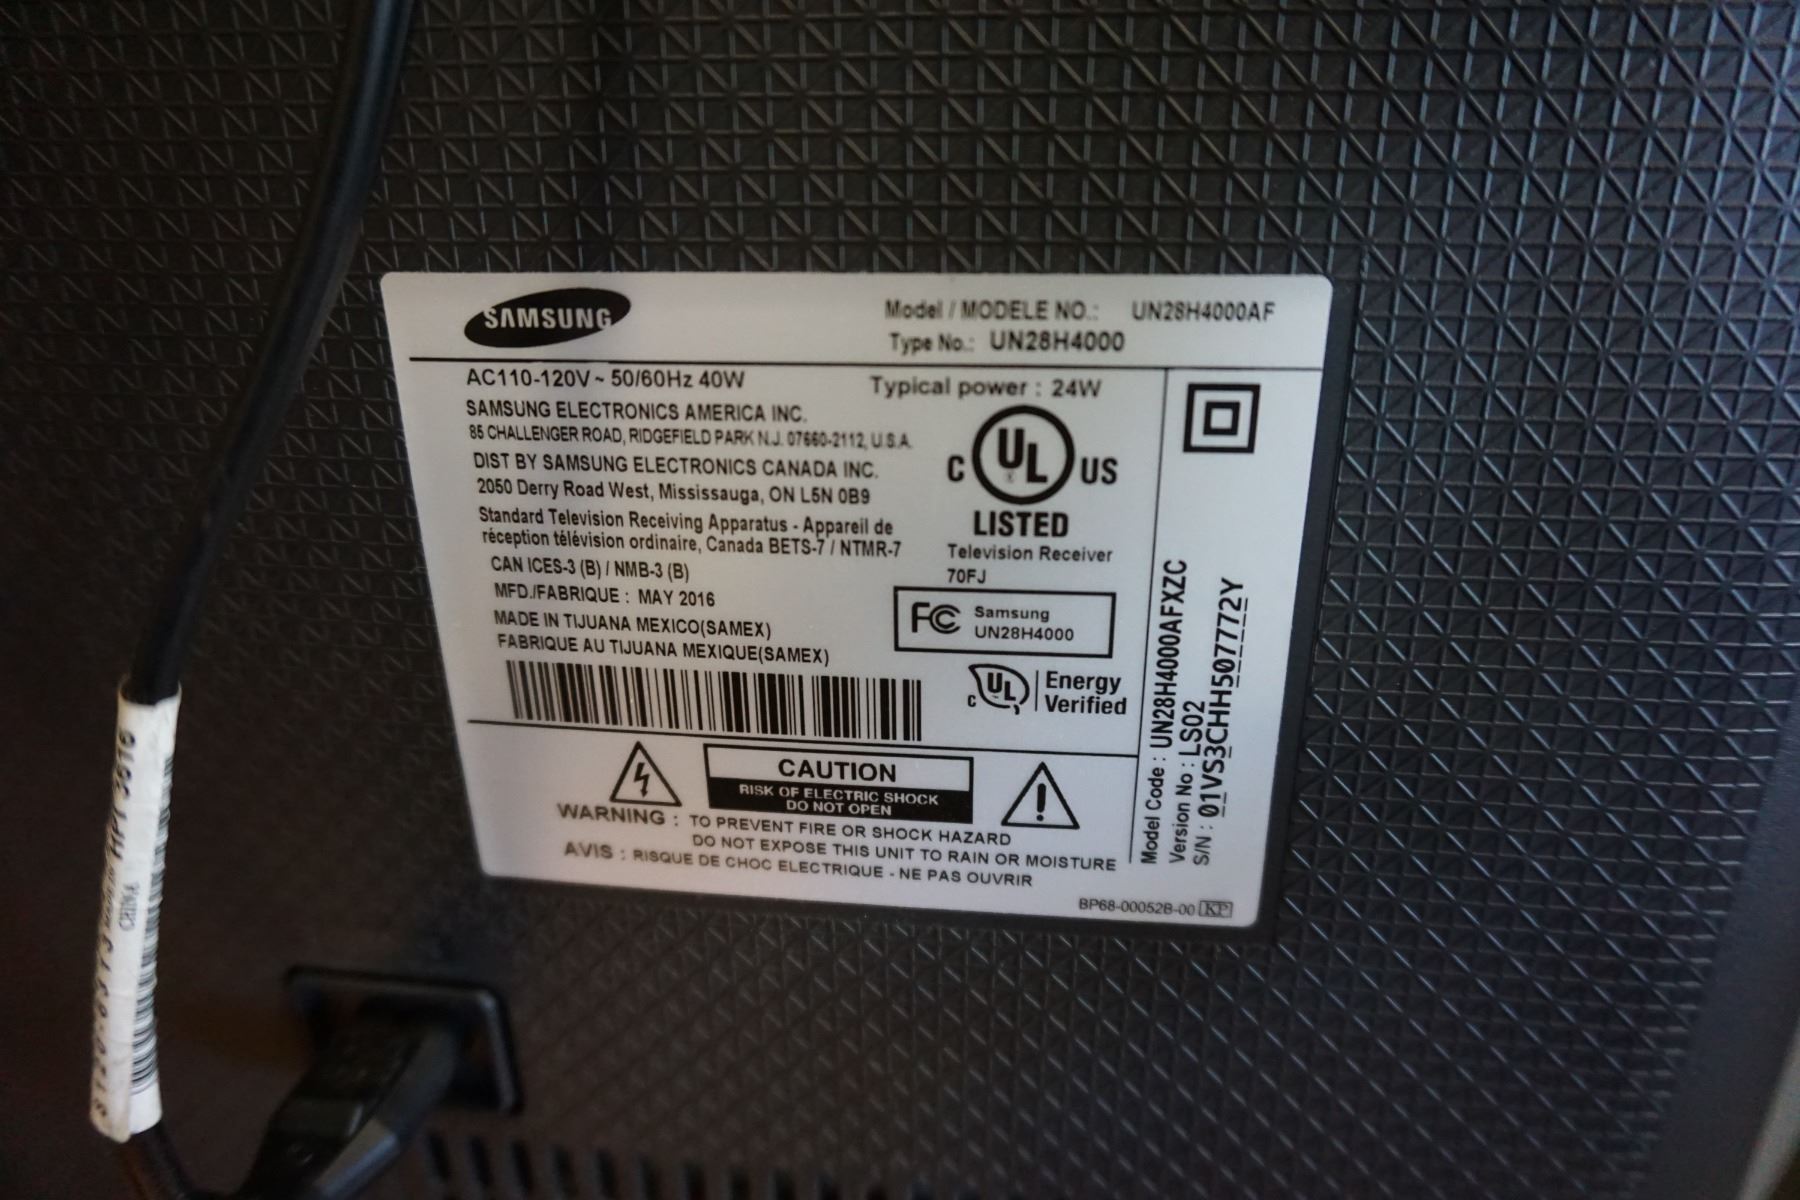 SAMSUNG
Model / MODELE NO.: UN28H4000AF
Type No.: UN28H4000
AC110-120V ~ 50/60Hz 40W
Typical power : 24W
SAMSUNG ELECTRONICS AMERICA INC.
85 CHALLENGER ROAD, RIDGEFIELD PARK N.J. 07660-2112, U.S.A.
DIST BY SAMSUNG ELECTRONICS CANADA INC.
2050 Derry Road West, Mississauga, ON L5N 0B9
Standard Television Receiving Apparatus - Appareil de
réception télévision ordinaire, Canada BETS-7 / NTMR-7
CAN ICES-3 (B) / NMB-3 (B)
MFD./FABRIQUE : MAY 2016
MADE IN TIJUANA MEXICO(SAMEX)
FABRIQUE AU TIJUANA MEXIQUE(SAMEX)
C UL ® US
LISTED
Television Receiver
70FJ
FC Samsung
UN28H4000
c UL Energy
Verified
CAUTION
RISK OF ELECTRIC SHOCK
DO NOT OPEN
WARNING : TO PREVENT FIRE OR SHOCK HAZARD
DO NOT EXPOSE THIS UNIT TO RAIN OR MOISTURE
AVIS : RISQUE DE CHOC ELECTRIQUE - NE PAS OUVRIR
Model Code : UN28H4000AFXZC
Version No : LS02
S/N : 01VS3CHHH507772Y
BP68-00052B-00 KP
CHINA